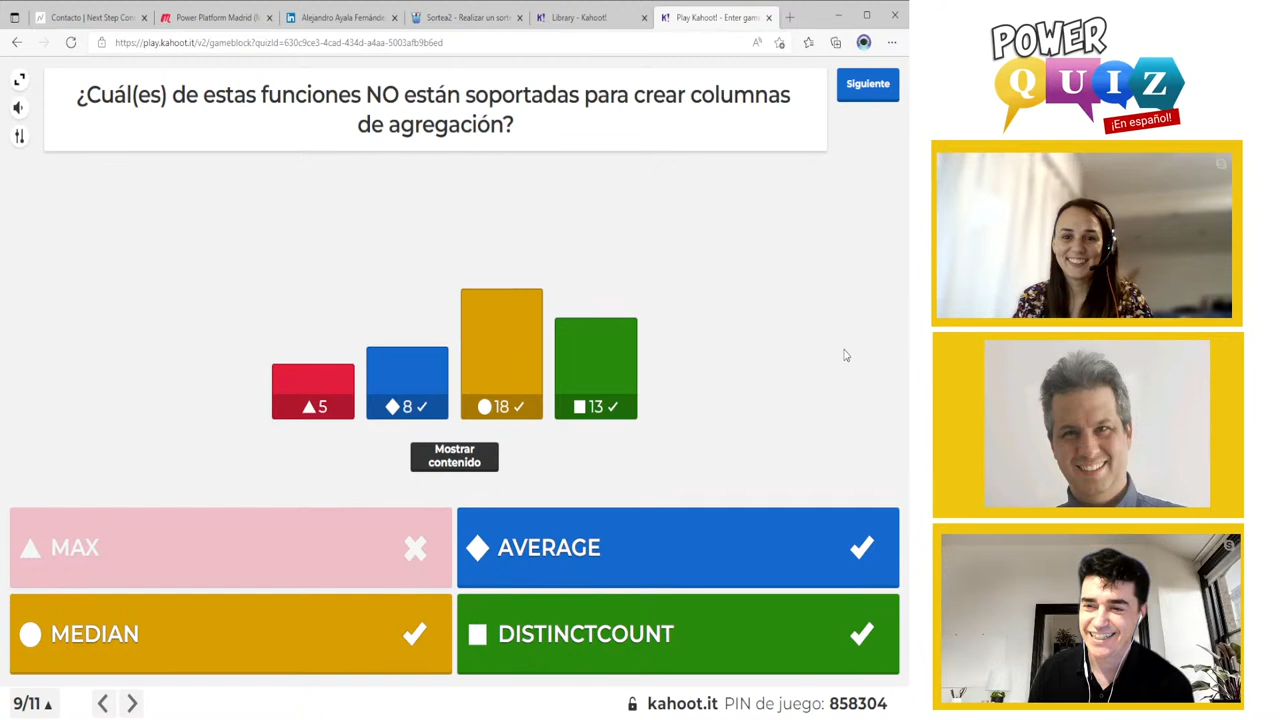 Contacto | Next Step Con
Power Platform Madrid (M
Alejandro Ayala Fernánde
Sortea2 - Realizar un sort
Library - Kahoot!
Play Kahoot! - Enter gam
https://play.kahoot.it/v2/gameblock?quizId=630c9ce3-4cad-434d-a4aa-5003afb9b6ed
¿Cuál(es) de estas funciones NO están soportadas para crear columnas
de agregación?
Siguiente
5
8
18
13
Mostrar
contenido
MAX
AVERAGE
MEDIAN
DISTINCTCOUNT
9/11
kahoot.it PIN de juego: 858304
POWER
QUIZ
¡En español!